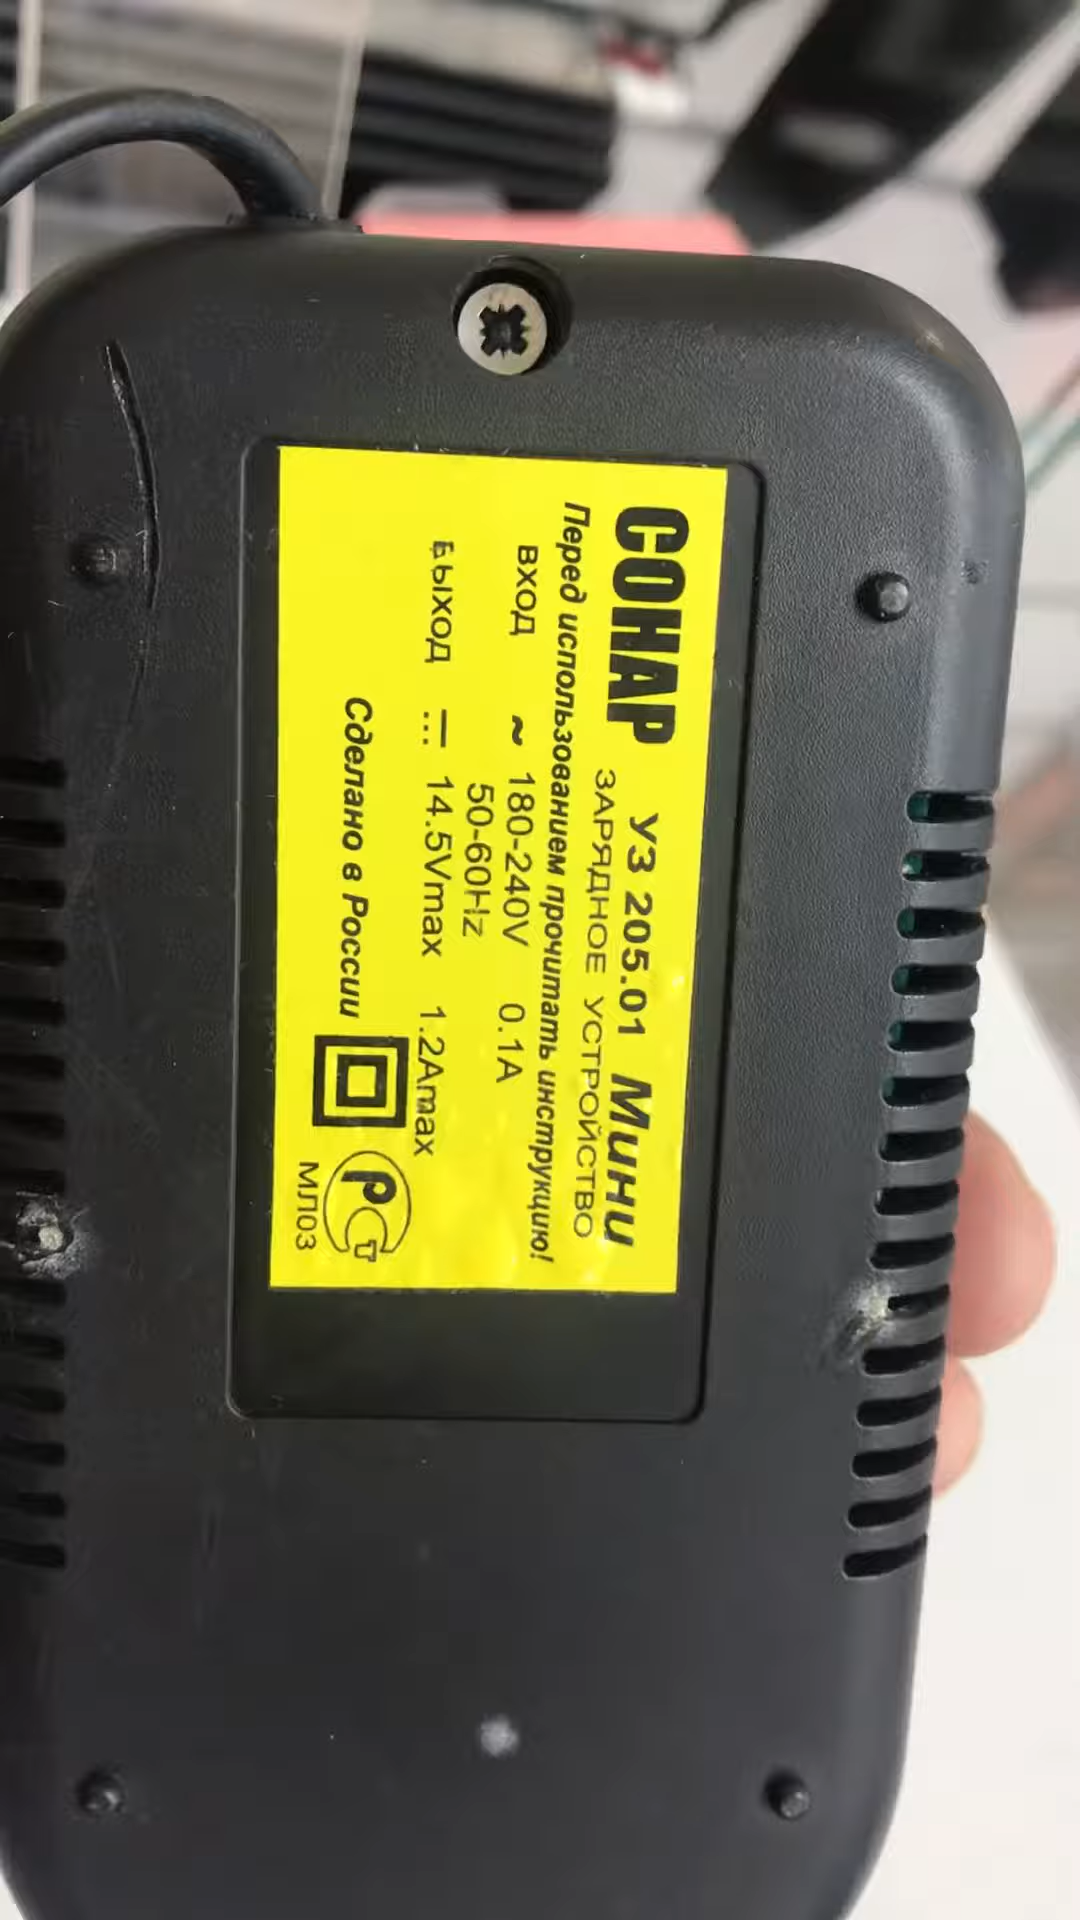 СОНАР УЗ 205.01 Мини
ЗАРЯДНОЕ УСТРОЙСТВО
Перед использованием прочитать инструкцию!
ВХОД ~ 180-240V 0.1A
50-60Hz
ВЫХОД 14.5Vmax 1.2Amax
Сделано в России
РСТ
МЛ03